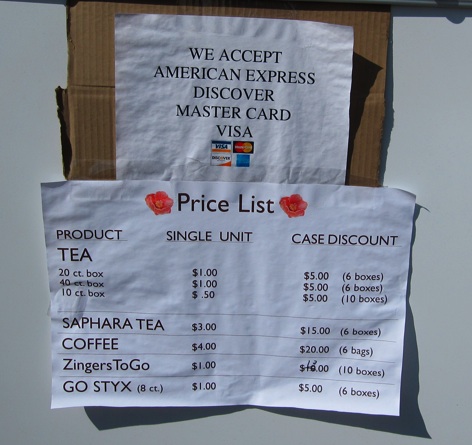 WE ACCEPT
AMERICAN EXPRESS
DISCOVER
MASTER CARD
VISA
VISA MasterCard
DISCOVER
Price List
PRODUCT SINGLE UNIT CASE DISCOUNT
TEA
20 ct. box $1.00 $5.00 (6 boxes)
40 ct. box $1.00 $5.00 (6 boxes)
10 ct. box $ .50 $5.00 (10 boxes)
SAPHARA TEA $3.00 $15.00 (6 boxes)
COFFEE $4.00 $20.00 (6 bags)
ZingersToGo $1.00 $10.00 (10 boxes)
GO STYX (8 ct.) $1.00 $5.00 (6 boxes)